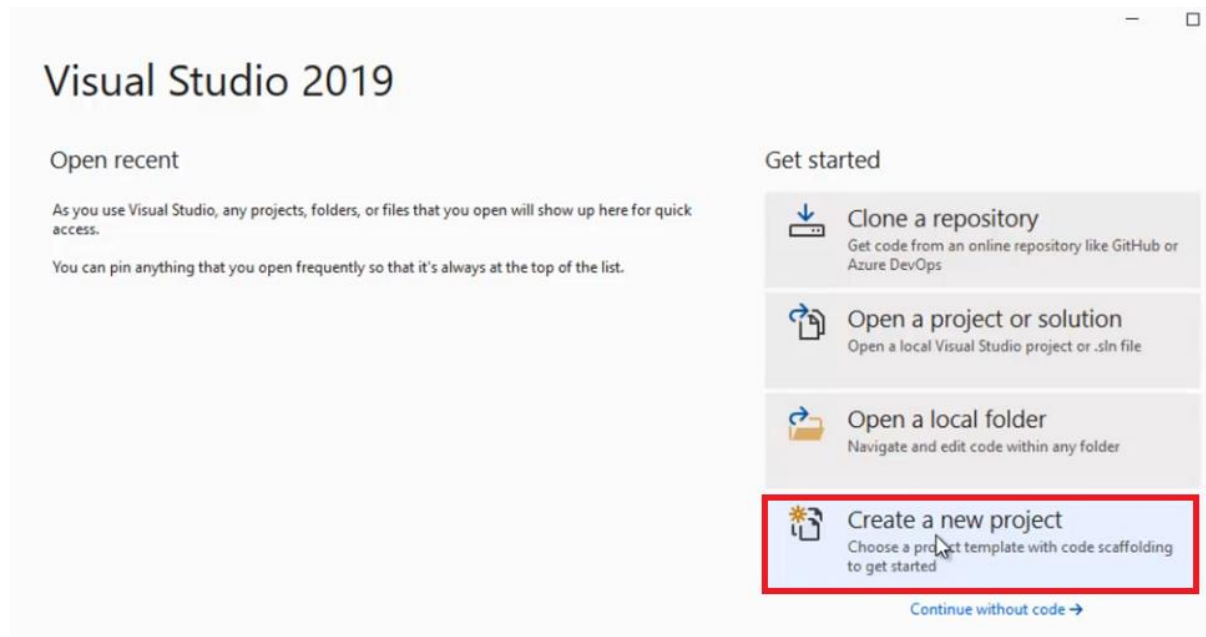 Visual Studio 2019
Open recent
As you use Visual Studio, any projects, folders, or files that you open will show up here for quick
access.
You can pin anything that you open frequently so that it's always at the top of the list.
Get started
Clone a repository
Get code from an online repository like GitHub or
Azure DevOps
Open a project or solution
Open a local Visual Studio project or .sln file
Open a local folder
Navigate and edit code within any folder
Create a new project
Choose a project template with code scaffolding
to get started
Continue without code →